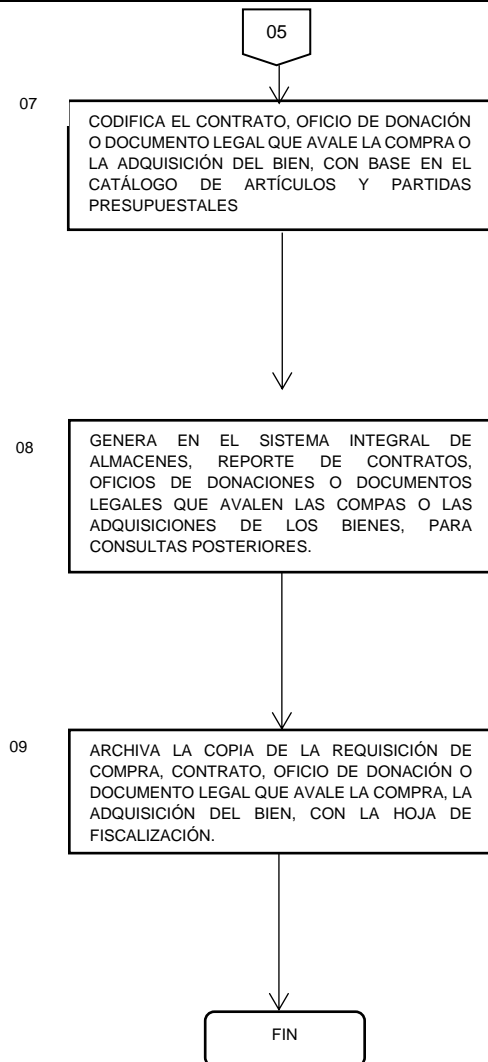 05
07
CODIFICA EL CONTRATO, OFICIO DE DONACIÓN
O DOCUMENTO LEGAL QUE AVALE LA COMPRA O
LA ADQUISICIÓN DEL BIEN, CON BASE EN EL
CATÁLOGO DE ARTÍCULOS Y PARTIDAS
PRESUPUESTALES
08
GENERA EN EL SISTEMA INTEGRAL DE
ALMACENES, REPORTE DE CONTRATOS,
OFICIOS DE DONACIONES O DOCUMENTOS
LEGALES QUE AVALEN LAS COMPAS O LAS
ADQUISICIONES DE LOS BIENES, PARA
CONSULTAS POSTERIORES.
09
ARCHIVA LA COPIA DE LA REQUISICIÓN DE
COMPRA, CONTRATO, OFICIO DE DONACIÓN O
DOCUMENTO LEGAL QUE AVALE LA COMPRA, LA
ADQUISICIÓN DEL BIEN, CON LA HOJA DE
FISCALIZACIÓN.
FIN